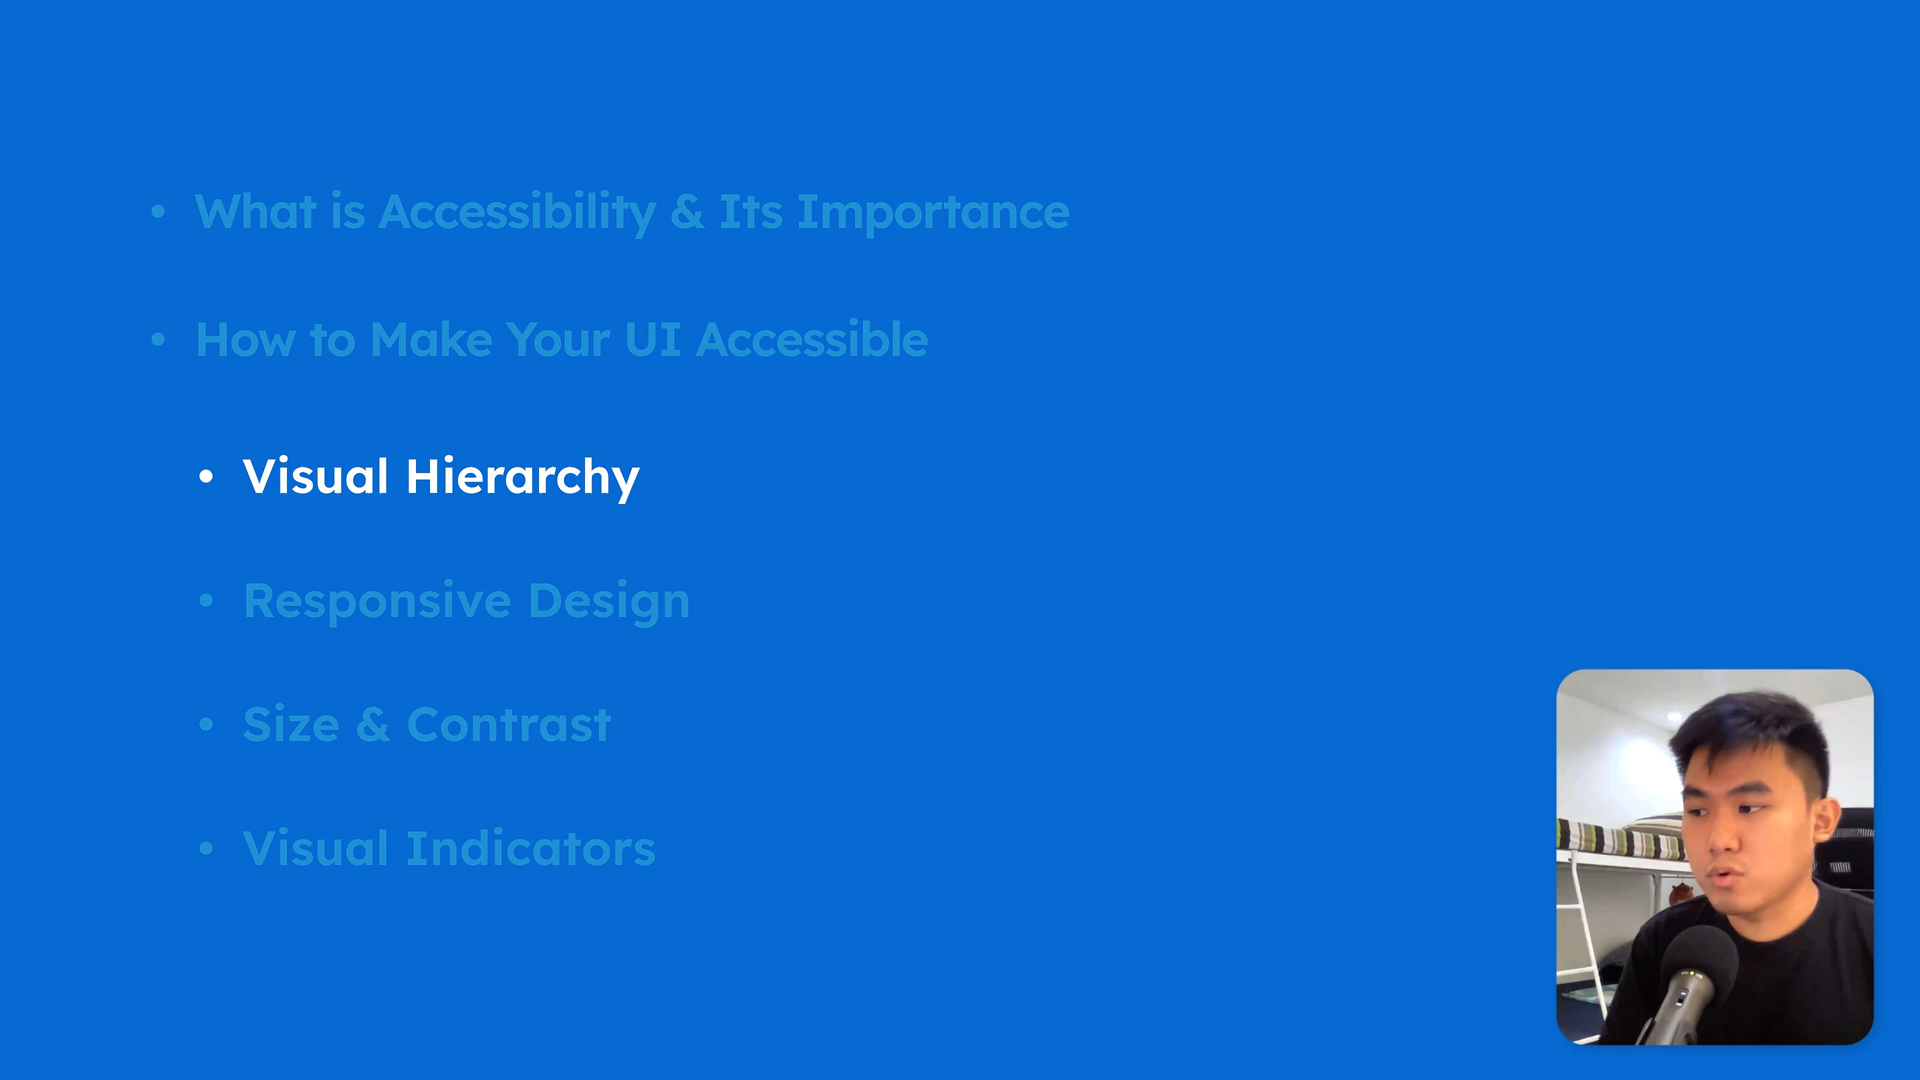 • What is Accessibility & Its Importance
• How to Make Your UI Accessible
• Visual Hierarchy
• Responsive Design
• Size & Contrast
• Visual Indicators